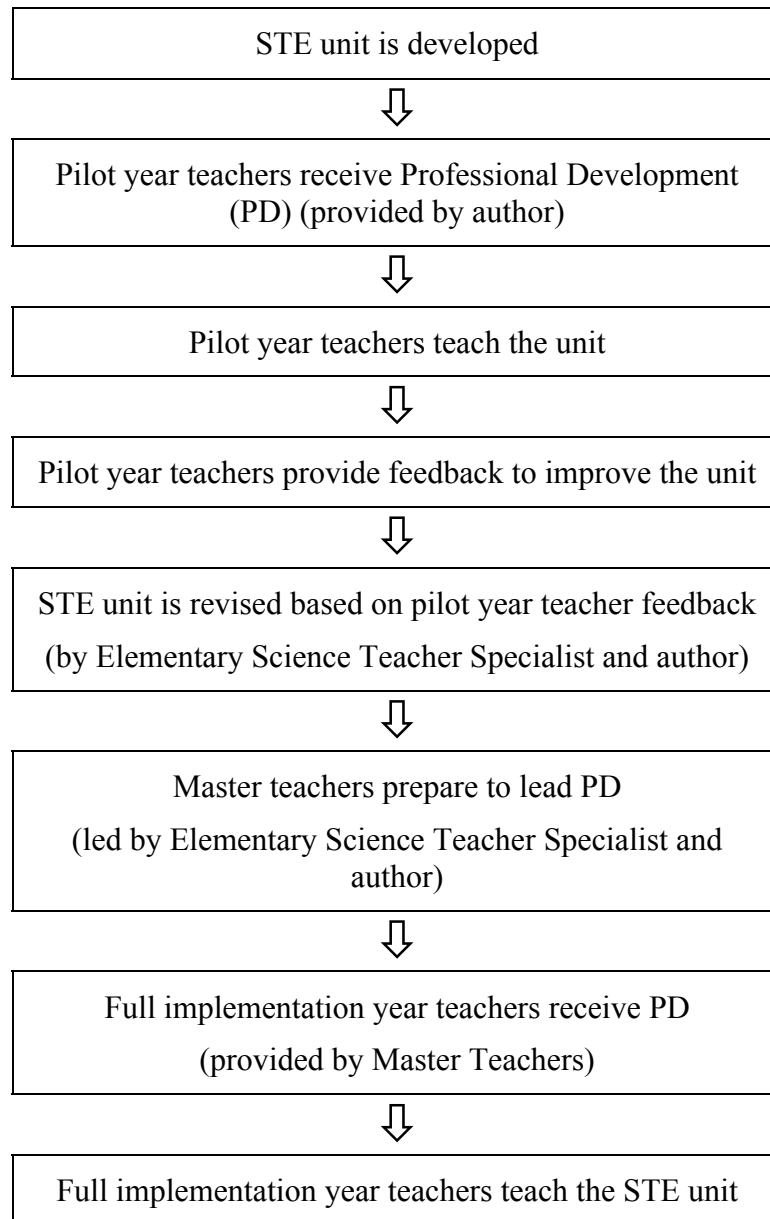 STE unit is developed
Pilot year teachers receive Professional Development
(PD) (provided by author)
Pilot year teachers teach the unit
Pilot year teachers provide feedback to improve the unit
STE unit is revised based on pilot year teacher feedback
(by Elementary Science Teacher Specialist and author)
Master teachers prepare to lead PD
(led by Elementary Science Teacher Specialist and
author)
Full implementation year teachers receive PD
(provided by Master Teachers)
Full implementation year teachers teach the STE unit